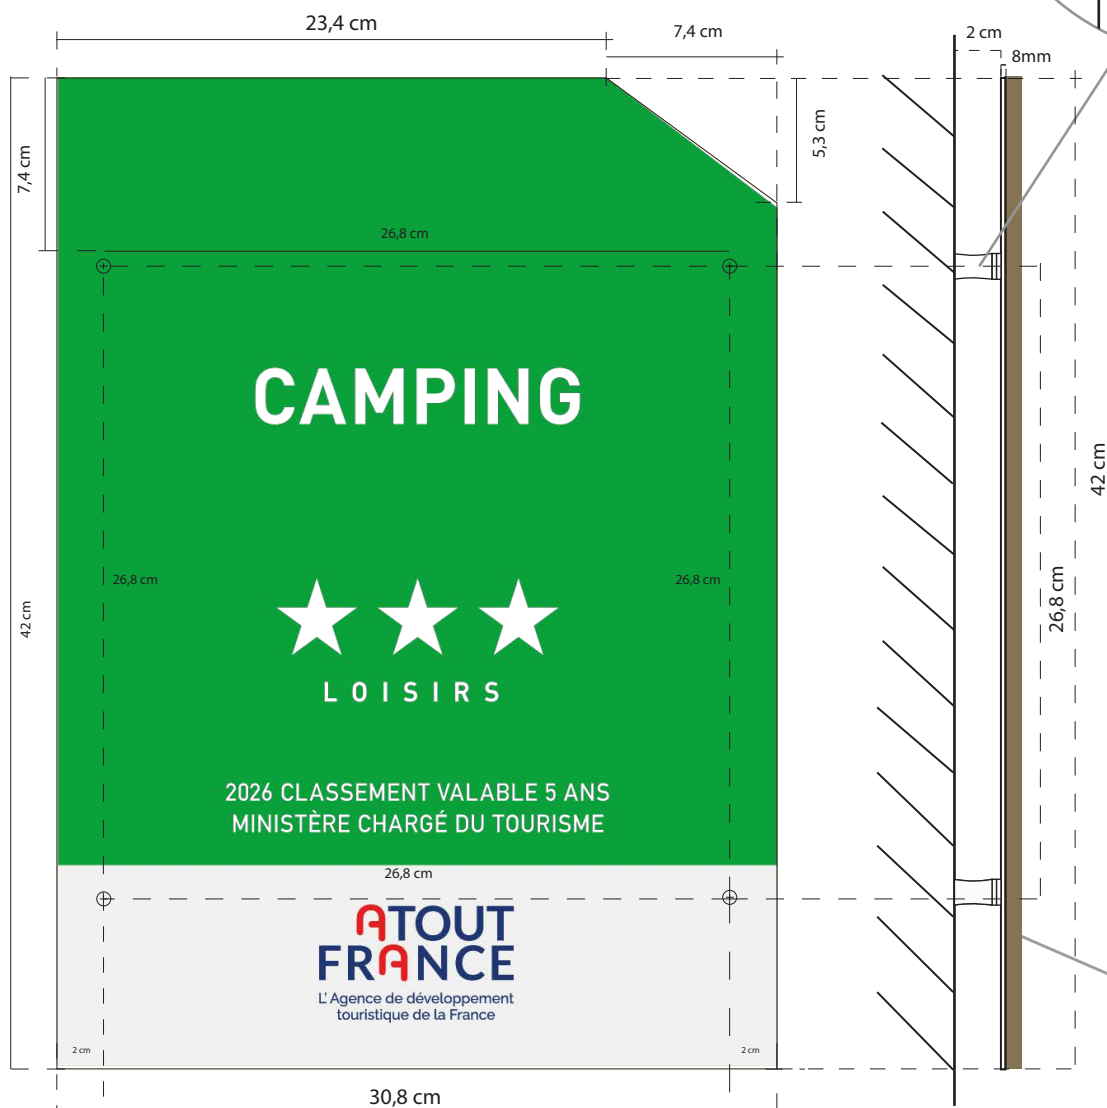 23,4 cm
7,4 cm
2 cm
8mm
5,3 cm
7,4 cm
26,8 cm
CAMPING
42 cm
26,8 cm
26,8 cm
26,8 cm
42 cm
LOISIRS
2026 CLASSEMENT VALABLE 5 ANS
MINISTÈRE CHARGÉ DU TOURISME
26,8 cm
ATOUT
FRANCE
L'Agence de développement
touristique de la France
2 cm
2 cm
30,8 cm